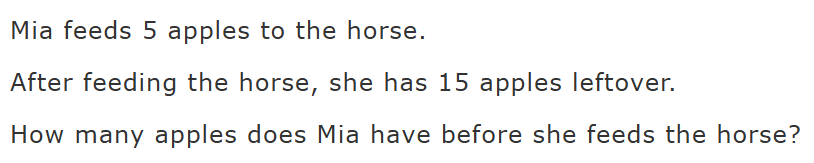 Mia feeds 5 apples to the horse.
After feeding the horse, she has 15 apples leftover.
How many apples does Mia have before she feeds the horse?